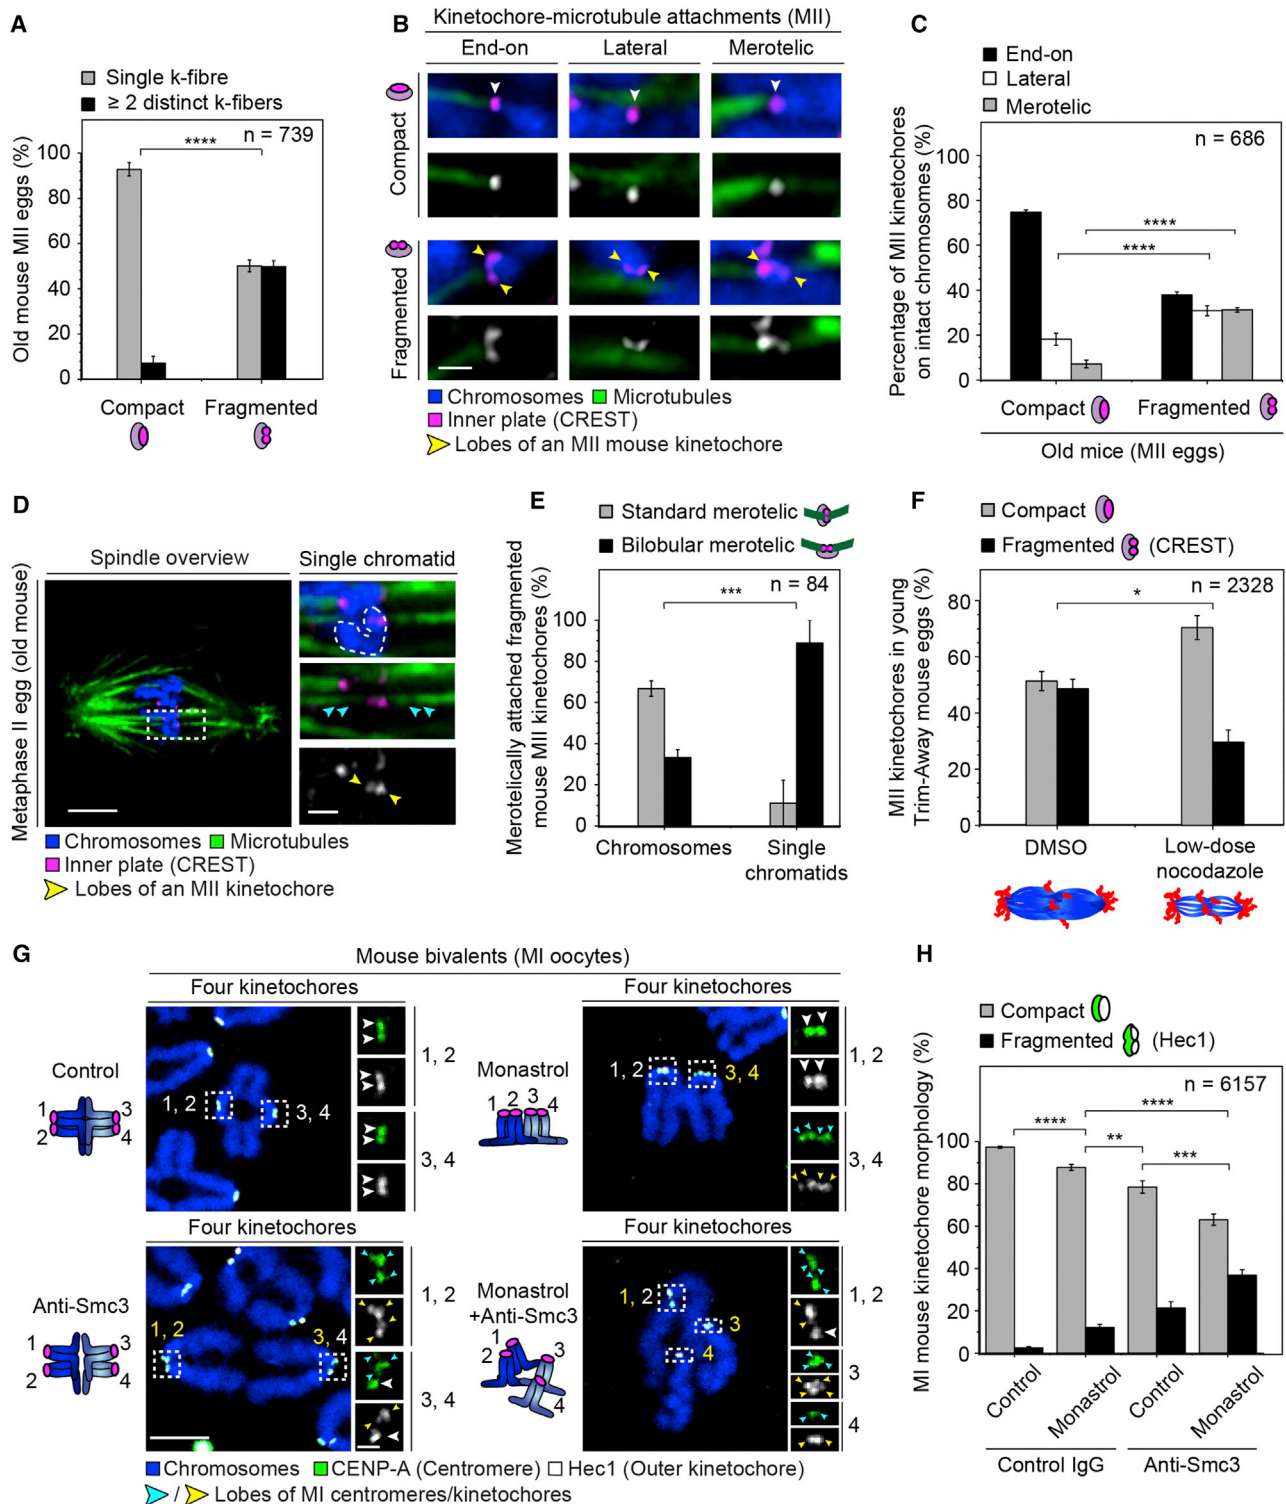 A
Single k-fibre
≥ 2 distinct k-fibers
Old mouse MII eggs (%)
100
80
60
40
20
0
****
n = 739
Compact
Fragmented
B
Kinetochore-microtubule attachments (MII)
End-on
Lateral
Merotelic
Compact
Fragmented
Chromosomes
Microtubules
Inner plate (CREST)
Lobes of an MII mouse kinetochore
C
End-on
Lateral
Merotelic
Percentage of MII kinetochores
on intact chromosomes (%)
100
80
60
40
20
0
n = 686
****
****
Compact
Fragmented
Old mice (MII eggs)
D
Spindle overview
Single chromatid
Metaphase II egg (old mouse)
Chromosomes
Microtubules
Inner plate (CREST)
Lobes of an MII kinetochore
E
Standard merotelic
Bilobular merotelic
Merotelically attached fragmented
mouse MII kinetochores (%)
100
80
60
40
20
0
***
n = 84
Chromosomes
Single
chromatids
F
Compact
Fragmented
(CREST)
MII kinetochores in young
Trim-Away mouse eggs (%)
80
70
60
50
40
30
20
10
0
n = 2328
*
DMSO
Low-dose
nocodazole
G
Mouse bivalents (MI oocytes)
Four kinetochores
Control
1
2
3
4
1, 2
3, 4
1, 2
3, 4
Four kinetochores
Monastrol
1 2 3 4
1, 2
3, 4
1, 2
3, 4
Four kinetochores
Anti-Smc3
1
2
3
4
1, 2
3, 4
1, 2
3, 4
Four kinetochores
Monastrol
+Anti-Smc3
1
2
3
4
1, 2
3
4
1, 2
3
4
Chromosomes
CENP-A (Centromere)
Hec1 (Outer kinetochore)
/
Lobes of MI centromeres/kinetochores
H
Compact
Fragmented
(Hec1)
MI mouse kinetochore morphology (%)
100
80
60
40
20
0
n = 6157
****
****
**
***
Control
Monastrol
Control
Monastrol
Control IgG
Anti-Smc3